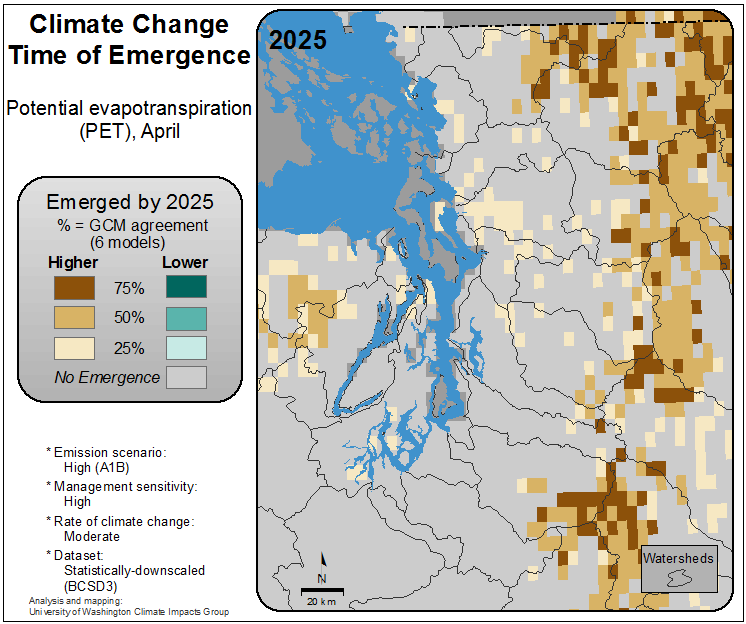 Climate Change
Time of Emergence
Potential evapotranspiration
(PET), April
Emerged by 2025
% = GCM agreement
(6 models)
Higher
Lower
75%
50%
25%
No Emergence
* Emission scenario:
High (A1B)
* Management sensitivity:
High
* Rate of climate change:
Moderate
* Dataset:
Statistically-downscaled
(BCSD3)
Analysis and mapping:
University of Washington Climate Impacts Group
2025
N
20 km
Watersheds